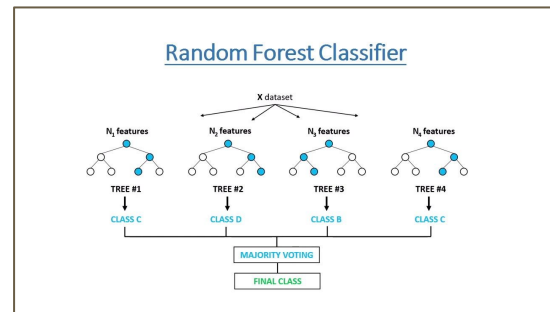 Random Forest Classifier
X dataset
N₁ features N₂ features N₃ features N₄ features
TREE #1 TREE #2 TREE #3 TREE #4
CLASS C CLASS D CLASS B CLASS C
MAJORITY VOTING
FINAL CLASS